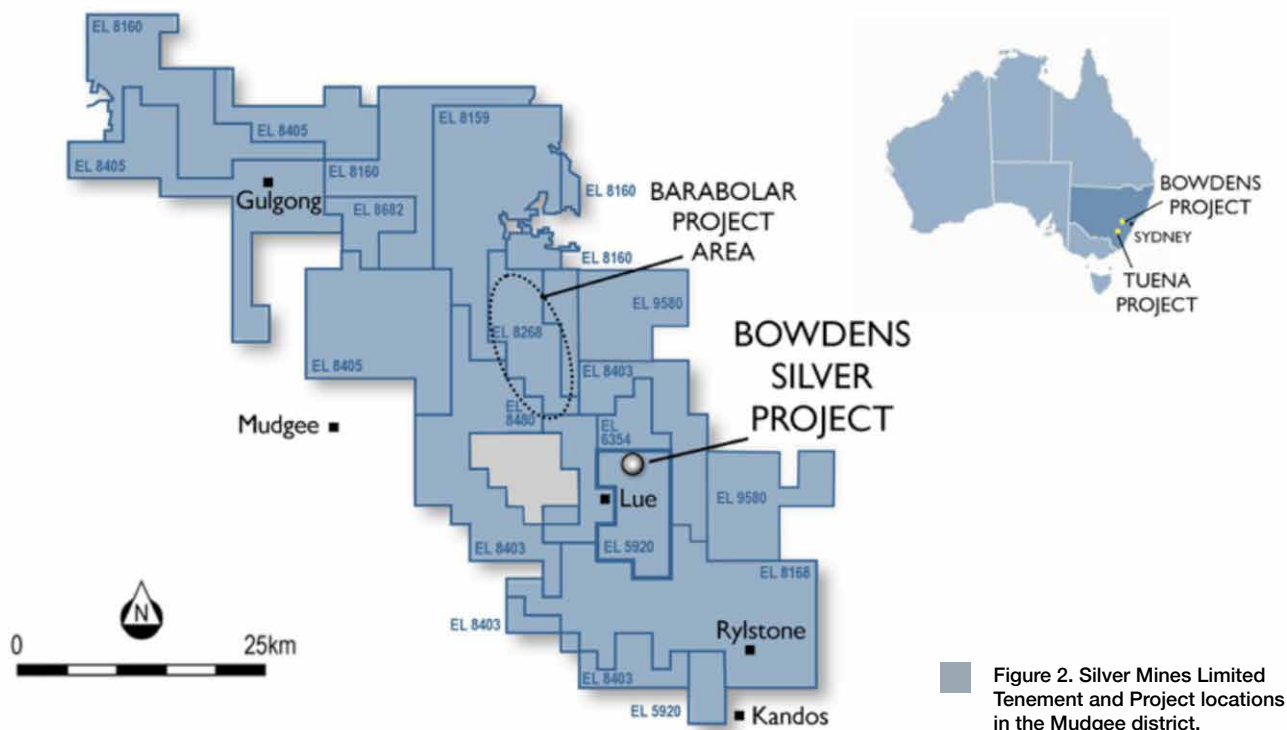 EL 8160
EL 8405
EL 8159
EL 8405
EL 8160
Gulgong
EL 8682
EL 8160
BARABOLAR
PROJECT
AREA
EL 8160
EL 9580
EL 8268
EL 8405
EL 8403
EL
8480
EL
6354
Mudgee
BOWDENS
SILVER
PROJECT
Lue
EL 9580
EL 5920
EL 8403
EL 8168
EL 8403
Rylstone
EL 8403
EL 5920
Kandos
N
0 25km
BOWDENS
PROJECT
SYDNEY
TUENA
PROJECT
Figure 2. Silver Mines Limited
Tenement and Project locations
in the Mudgee district.